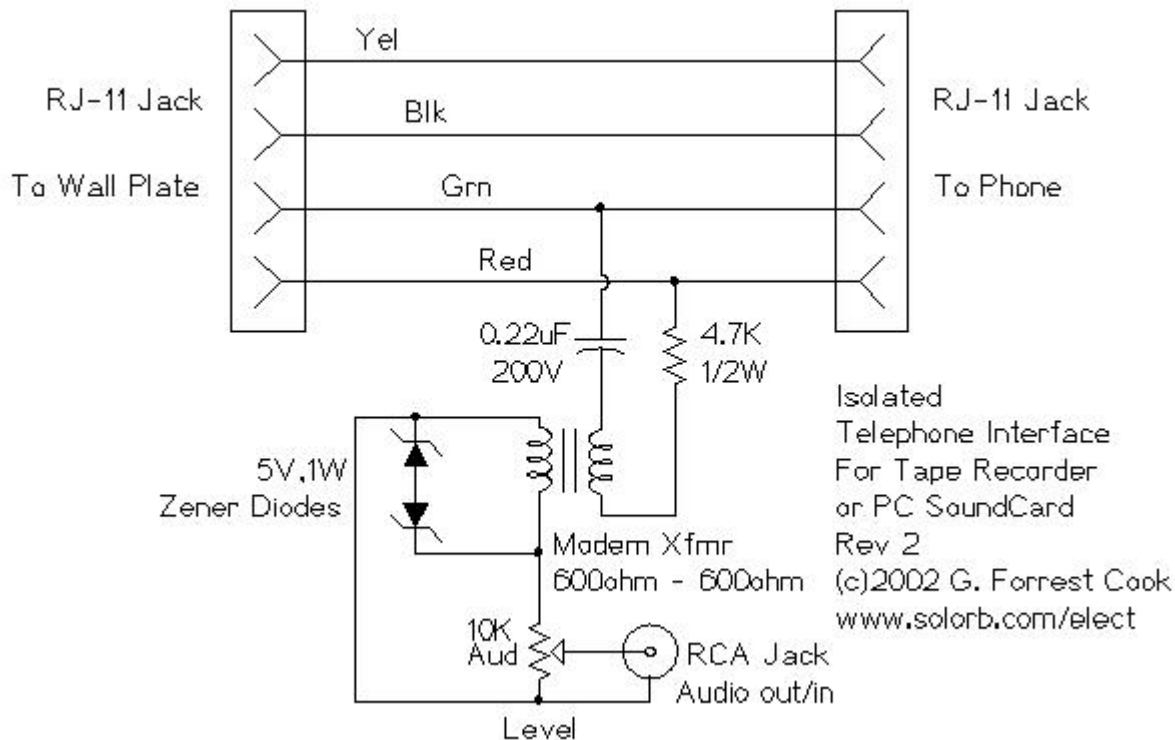 Yel
RJ-11 Jack
RJ-11 Jack
Blk
To Wall Plate
Grn
To Phone
Red
0.22uF
200V
4.7K
1/2W
5V,1W
Zener Diodes
Modem Xfmr
600ohm - 600ohm
Isolated
Telephone Interface
For Tape Recorder
or PC SoundCard
Rev 2
(c)2002 G. Forrest Cook
www.solorb.com/elect
10K
Aud
RCA Jack
Audio out/in
Level